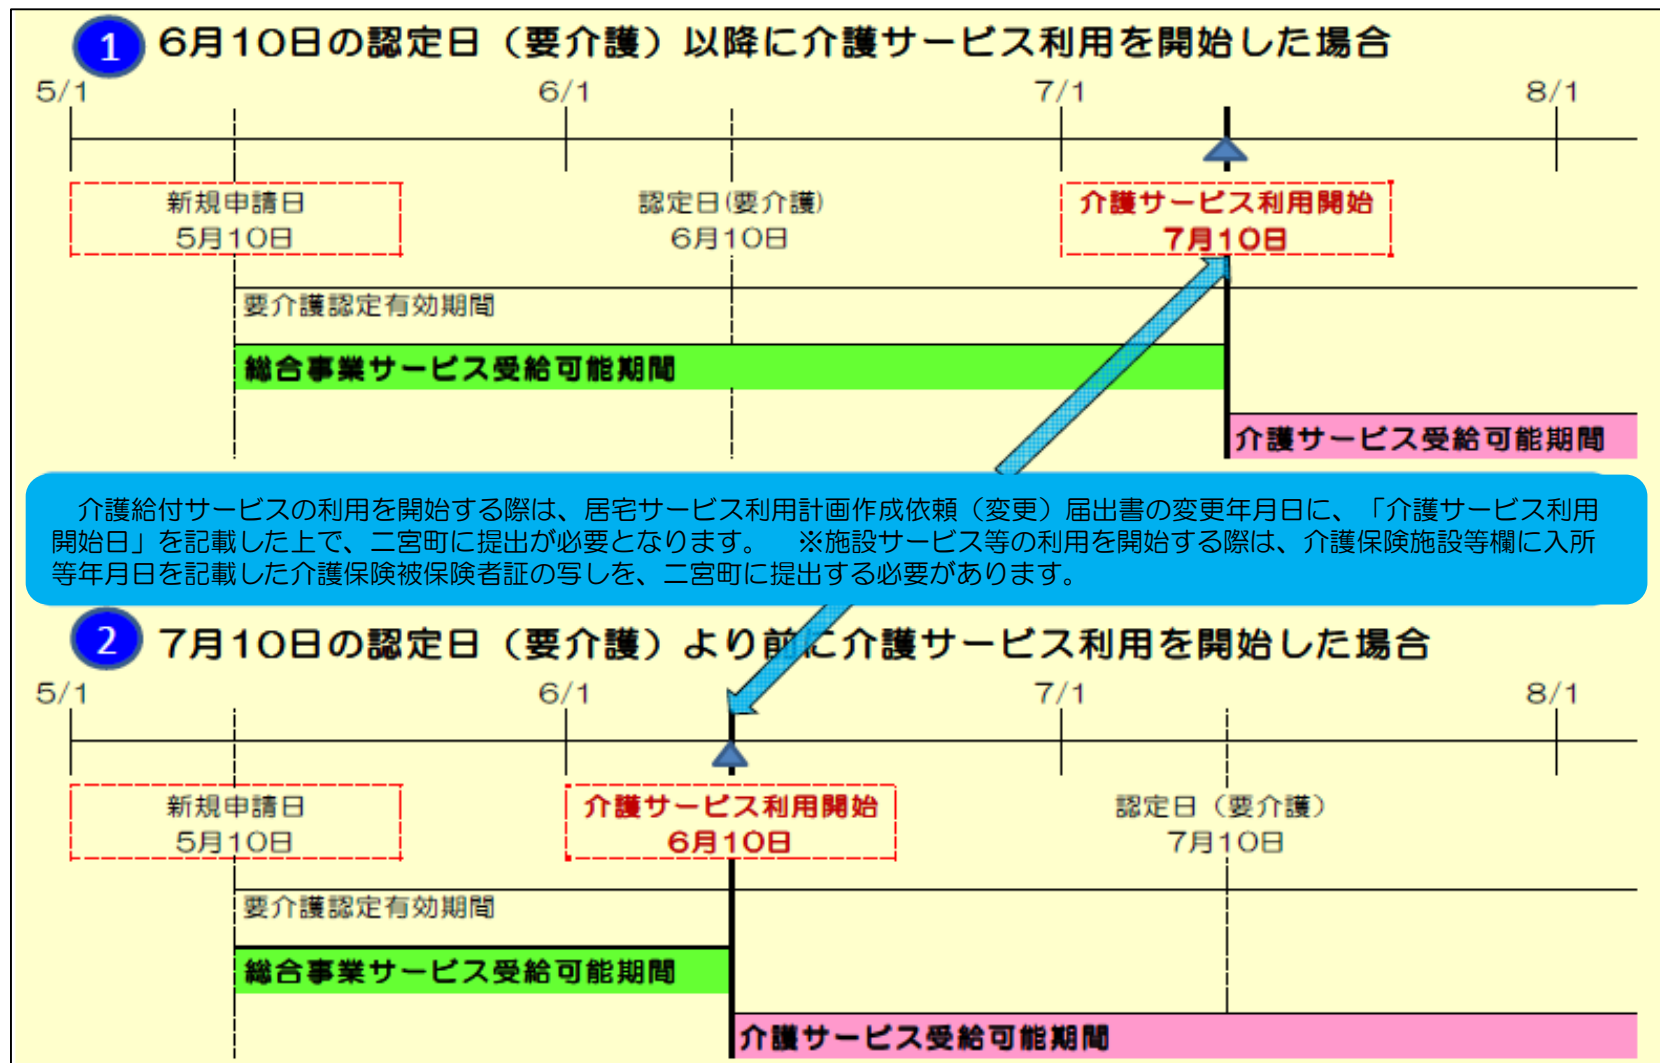 1 6月10日の認定日（要介護）以降に介護サービス利用を開始した場合
5/1 6/1 7/1 8/1
新規申請日
5月10日
認定日(要介護)
6月10日
介護サービス利用開始
7月10日
要介護認定有効期間
総合事業サービス受給可能期間
介護サービス受給可能期間
介護給付サービスの利用を開始する際は、居宅サービス利用計画作成依頼（変更）届出書の変更年月日に、「介護サービス利用
開始日」を記載した上で、二宮町に提出が必要となります。　※施設サービス等の利用を開始する際は、介護保険施設等欄に入所
等年月日を記載した介護保険被保険者証の写しを、二宮町に提出する必要があります。
2 7月10日の認定日（要介護）より前に介護サービス利用を開始した場合
5/1 6/1 7/1 8/1
新規申請日
5月10日
介護サービス利用開始
6月10日
認定日（要介護）
7月10日
要介護認定有効期間
総合事業サービス受給可能期間
介護サービス受給可能期間